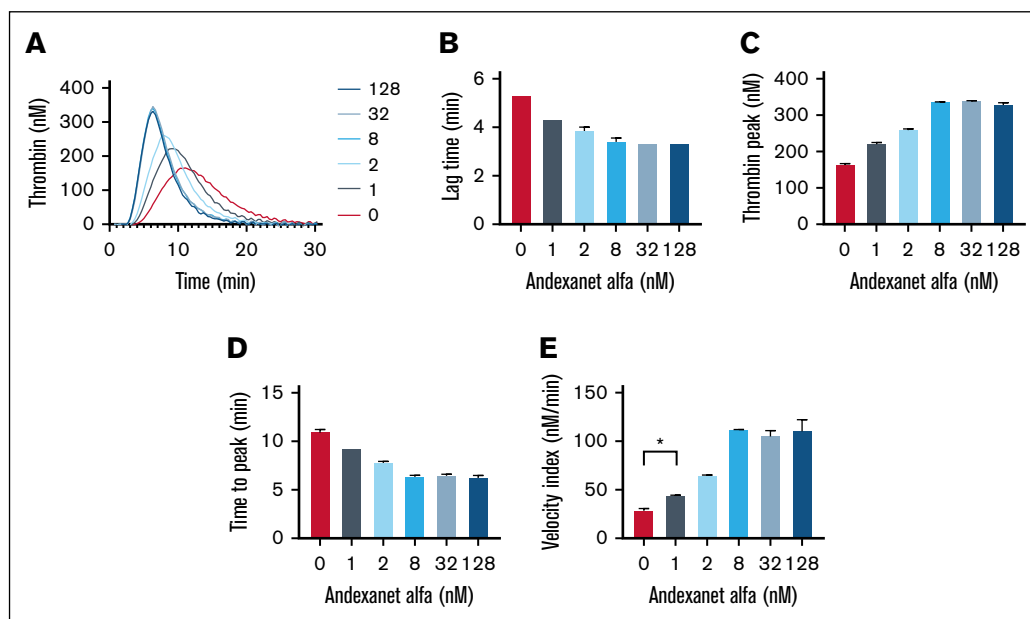 A
Thrombin (nM)
400
300
200
100
0
0 10 20 30
Time (min)
128
32
8
2
1
0
B
Lag time (min)
6
4
2
0
0 1 2 8 32 128
Andexanet alfa (nM)
C
Thrombin peak (nM)
400
300
200
100
0
0 1 2 8 32 128
Andexanet alfa (nM)
D
Time to peak (min)
15
10
5
0
0 1 2 8 32 128
Andexanet alfa (nM)
E
Velocity index (nM/min)
150
100
50
0
*
0 1 2 8 32 128
Andexanet alfa (nM)